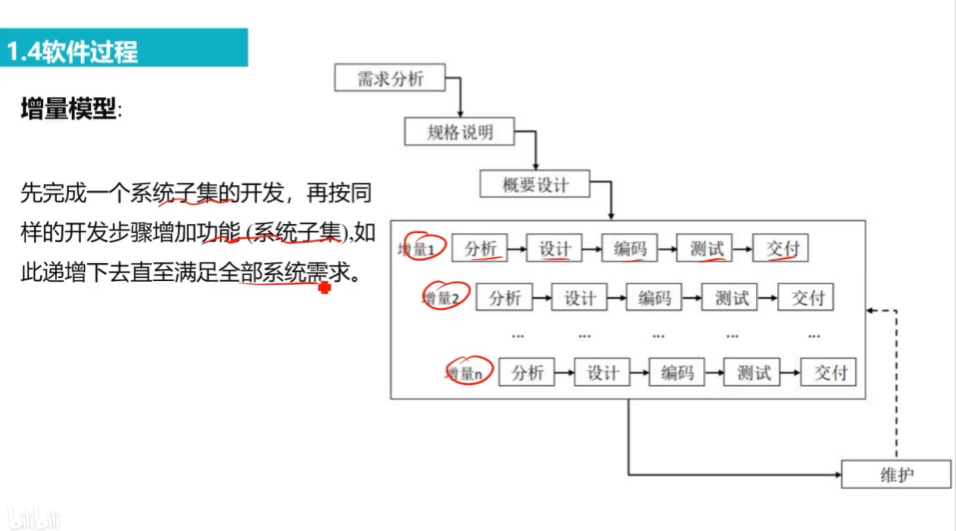 1.4软件过程
增量模型:
先完成一个系统子集的开发，再按同
样的开发步骤增加功能 (系统子集),如
此递增下去直至满足全部系统需求。
需求分析
规格说明
概要设计
增量1 分析 设计 编码 测试 交付
增量2 分析 设计 编码 测试 交付
... ... ... ... ...
增量n 分析 设计 编码 测试 交付
维护
bilibili